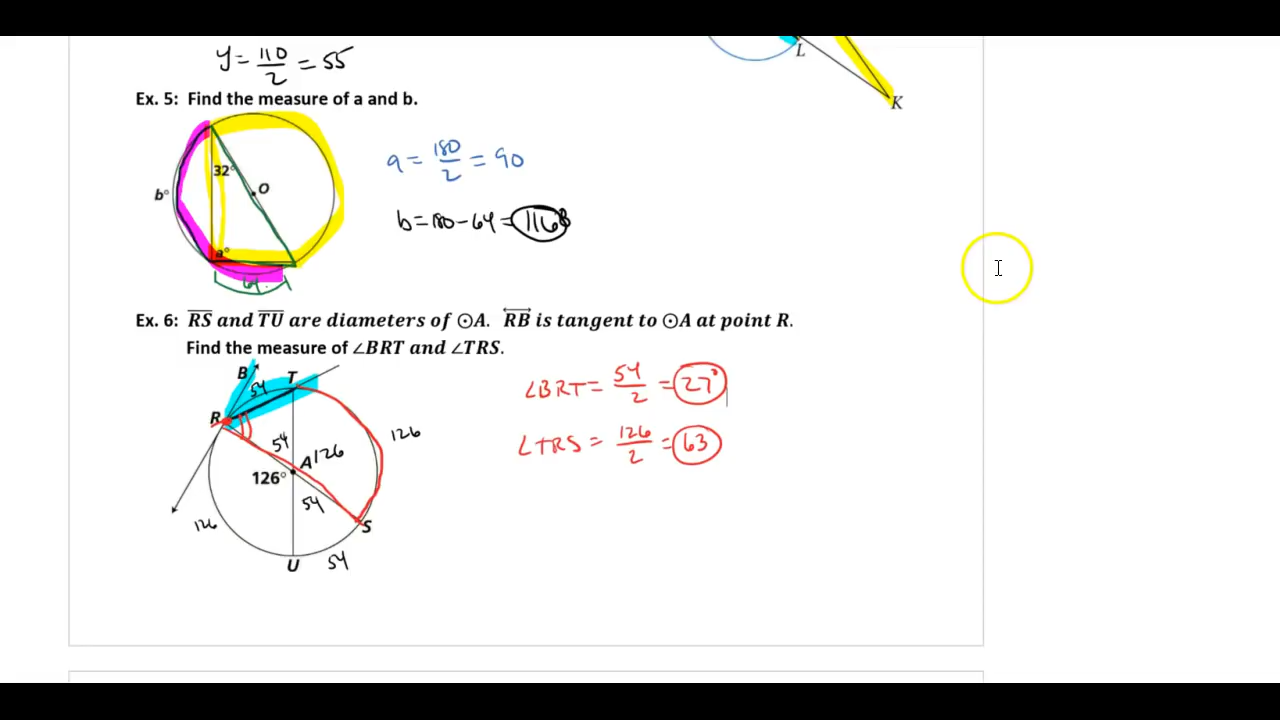 y = 110/2 = 55
L
K
Ex. 5: Find the measure of a and b.
32°
O
b°
a°
64
a = 180/2 = 90
b = 180 - 64 = 116°
Ex. 6: RS and TU are diameters of ⊙A. RB is tangent to ⊙A at point R.
Find the measure of ∠BRT and ∠TRS.
B
54
T
R
54
A
126
126
126°
54
S
126
U
54
∠BRT = 54/2 = 27°
∠TRS = 126/2 = 63